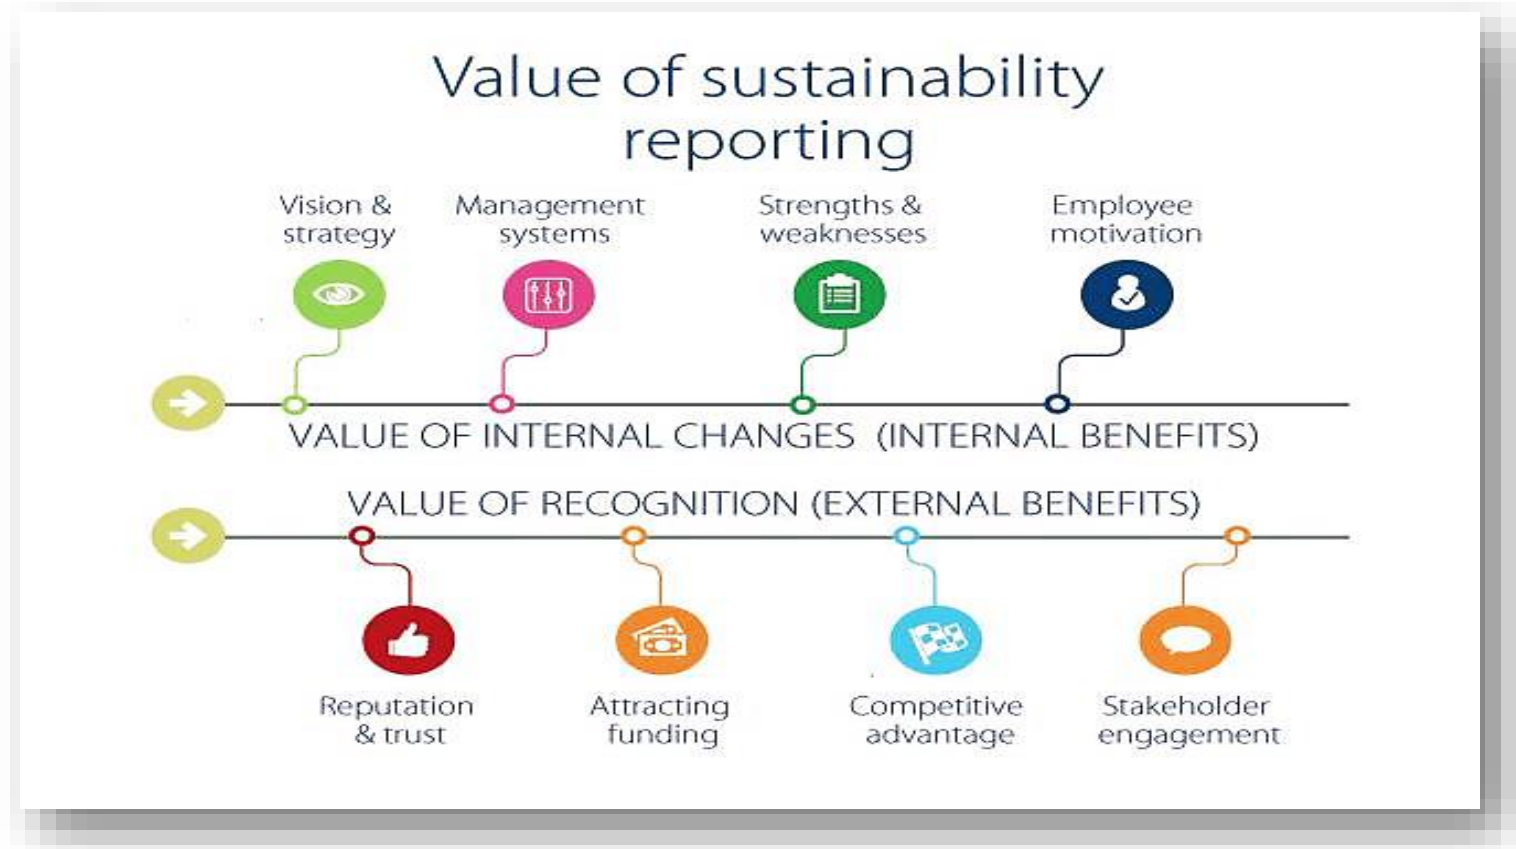 Value of sustainability
reporting
Vision &
strategy
Management
systems
Strengths &
weaknesses
Employee
motivation
VALUE OF INTERNAL CHANGES (INTERNAL BENEFITS)
VALUE OF RECOGNITION (EXTERNAL BENEFITS)
Reputation
& trust
Attracting
funding
Competitive
advantage
Stakeholder
engagement